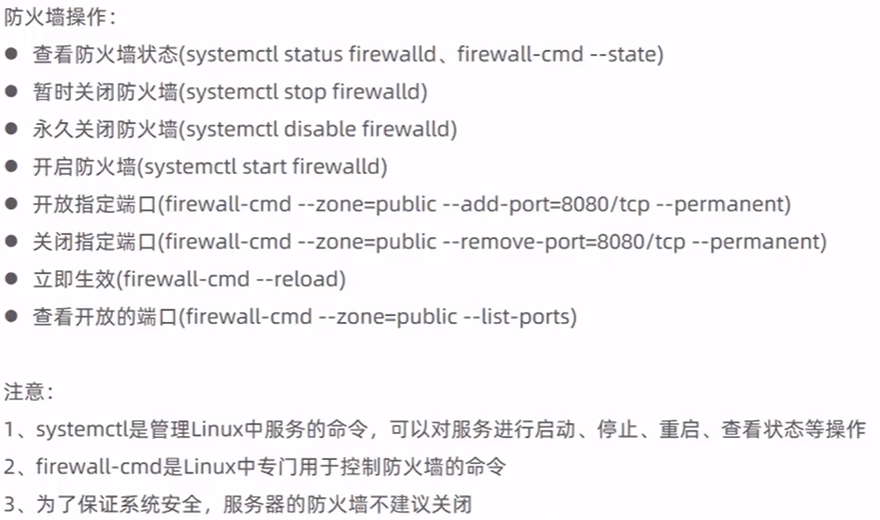 防火墙操作：
● 查看防火墙状态(systemctl status firewalld、firewall-cmd --state)
● 暂时关闭防火墙(systemctl stop firewalld)
● 永久关闭防火墙(systemctl disable firewalld)
● 开启防火墙(systemctl start firewalld)
● 开放指定端口(firewall-cmd --zone=public --add-port=8080/tcp --permanent)
● 关闭指定端口(firewall-cmd --zone=public --remove-port=8080/tcp --permanent)
● 立即生效(firewall-cmd --reload)
● 查看开放的端口(firewall-cmd --zone=public --list-ports)
注意：
1、systemctl是管理Linux中服务的命令，可以对服务进行启动、停止、重启、查看状态等操作
2、firewall-cmd是Linux中专门用于控制防火墙的命令
3、为了保证系统安全，服务器的防火墙不建议关闭